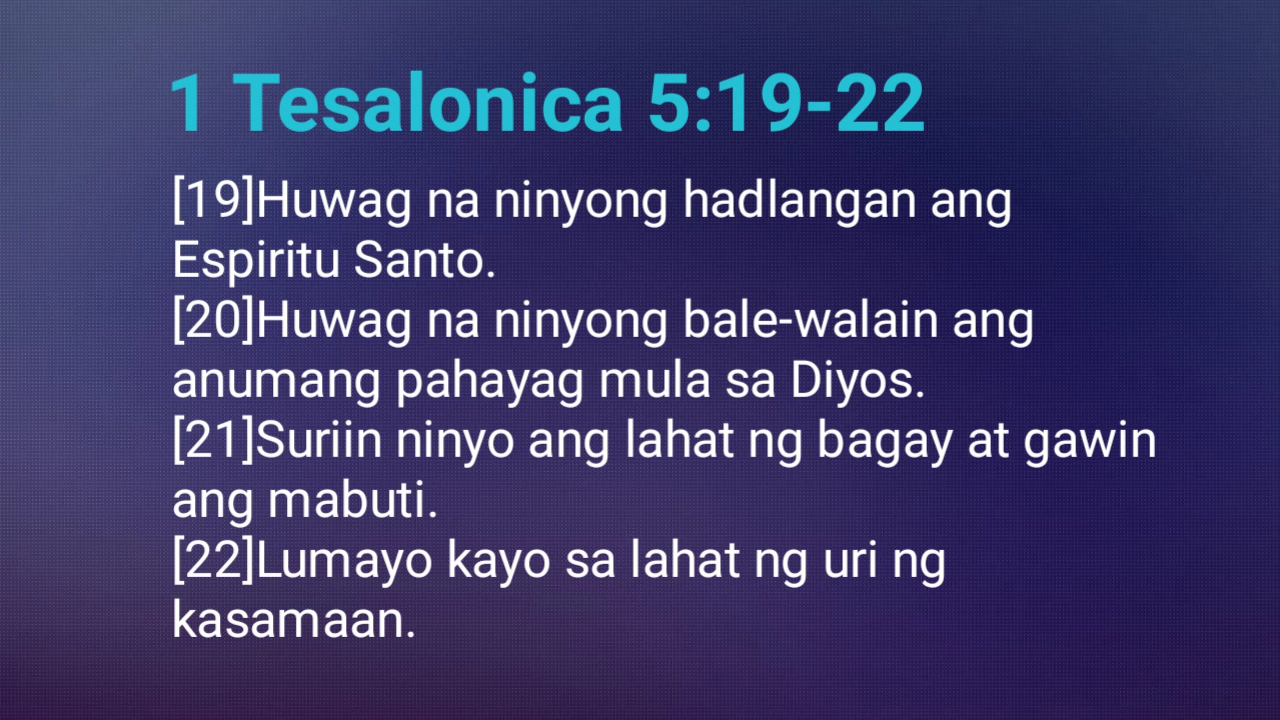 1 Tesalonica 5:19-22
[19]Huwag na ninyong hadlangan ang
Espiritu Santo.
[20]Huwag na ninyong bale-walain ang
anumang pahayag mula sa Diyos.
[21]Suriin ninyo ang lahat ng bagay at gawin
ang mabuti.
[22]Lumayo kayo sa lahat ng uri ng
kasamaan.